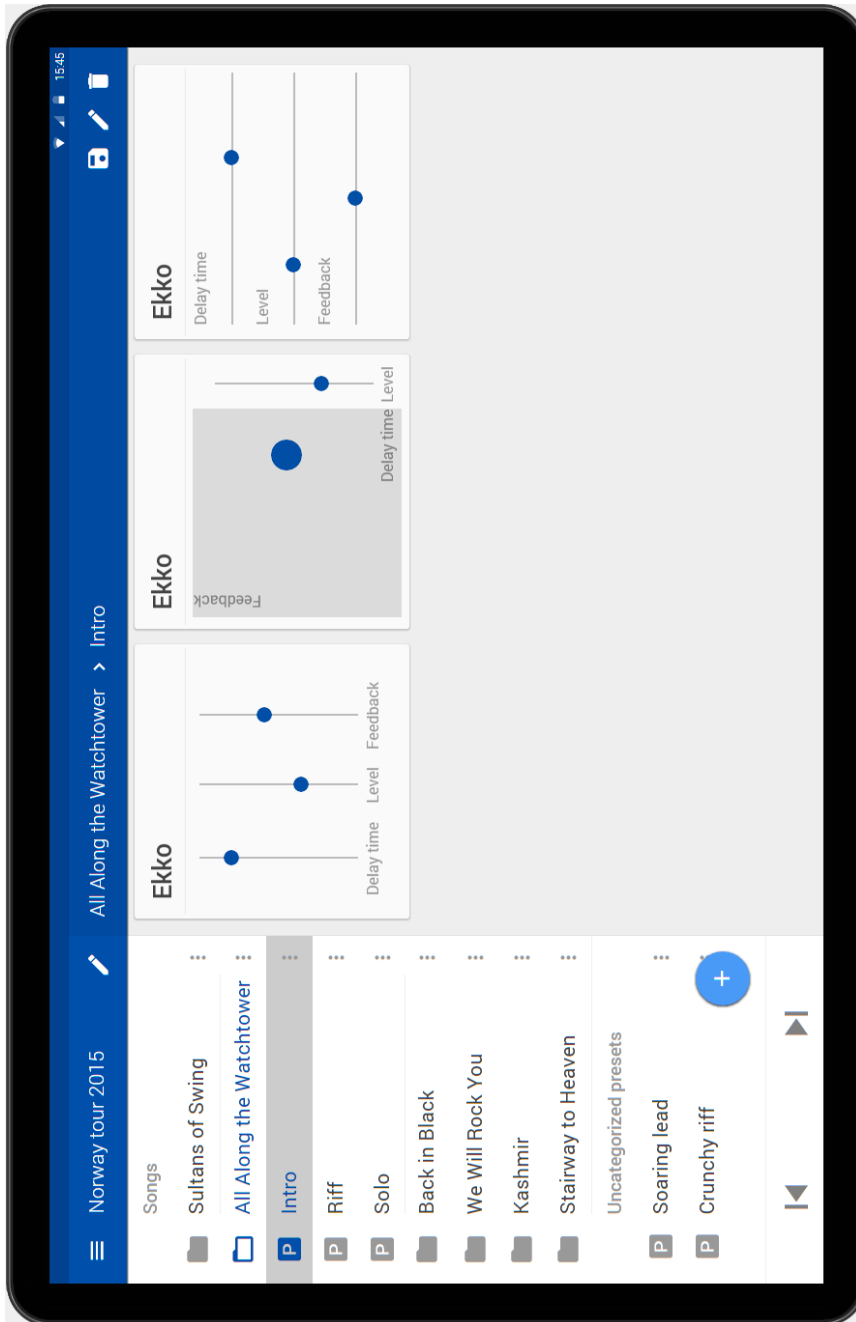 15:45
Norway tour 2015
All Along the Watchtower > Intro
Songs
Sultans of Swing
All Along the Watchtower
P Intro
P Riff
P Solo
Back in Black
We Will Rock You
Kashmir
Stairway to Heaven
Uncategorized presets
P Soaring lead
P Crunchy riff
+
Ekko
Delay time Level Feedback
Ekko
Feedback
Delay time Level
Ekko
Delay time
Level
Feedback